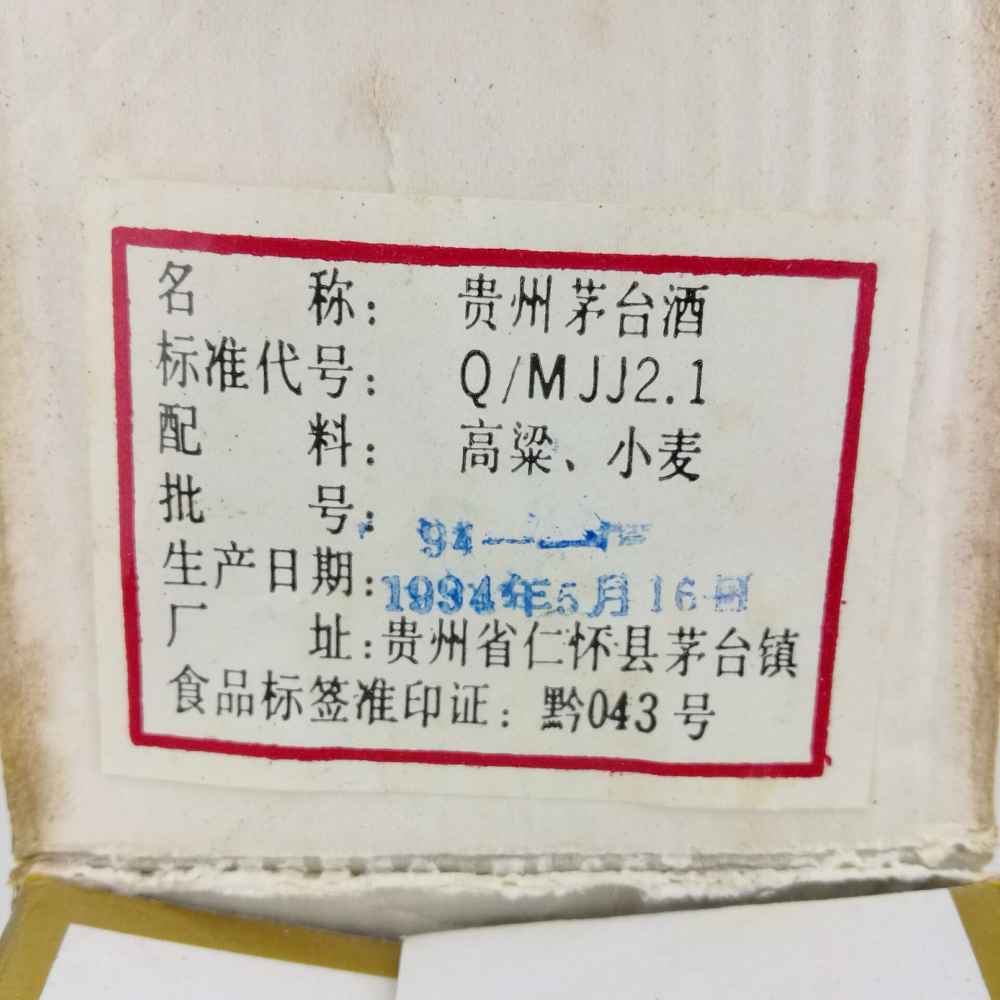 名 称： 贵州茅台酒
标准代号： Q/MJJ2.1
配 料： 高粱、小麦
批 号： 94—
生产日期：1994年5月16日
厂 址：贵州省仁怀县茅台镇
食品标签准印证：黔043号